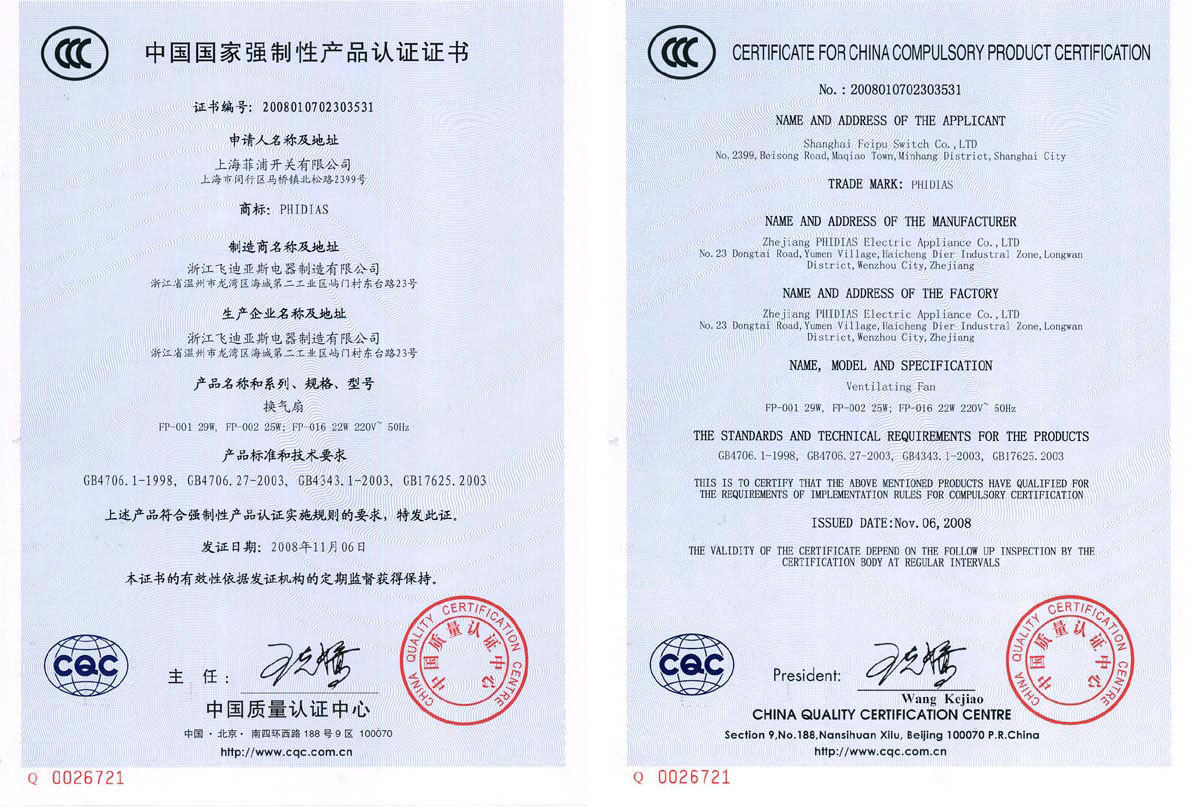 中国国家强制性产品认证证书
证书编号: 2008010702303531
申请人名称及地址
上海菲浦开关有限公司
上海市闵行区马桥镇北松路2399号
商标: PHIDIAS
制造商名称及地址
浙江飞迪亚斯电器制造有限公司
浙江省温州市龙湾区海城第二工业区屿门村东台路23号
生产企业名称及地址
浙江飞迪亚斯电器制造有限公司
浙江省温州市龙湾区海城第二工业区屿门村东台路23号
产品名称和系列、规格、型号
换气扇
FP-001 29W, FP-002 25W; FP-016 22W 220V~ 50Hz
产品标准和技术要求
GB4706.1-1998, GB4706.27-2003, GB4343.1-2003, GB17625.2003
上述产品符合强制性产品认证实施规则的要求,特发此证。
发证日期: 2008年11月06日
本证书的有效性依据发证机构的定期监督获得保持。
CQC
主 任:
CHINA QUALITY CERTIFICATION CENTRE
中国质量认证中心
中国质量认证中心
中国·北京·南四环西路188号9区 100070
http://www.cqc.com.cn
Q 0026721
CERTIFICATE FOR CHINA COMPULSORY PRODUCT CERTIFICATION
No.: 2008010702303531
NAME AND ADDRESS OF THE APPLICANT
Shanghai Feipu Switch Co.,LTD
No.2399,Beisong Road,Maqiao Town,Minhang District,Shanghai City
TRADE MARK: PHIDIAS
NAME AND ADDRESS OF THE MANUFACTURER
Zhejiang PHIDIAS Electric Appliance Co.,LTD
No.23 Dongtai Road,Yumen Village,Haicheng Dier Industral Zone,Longwan
District,Wenzhou City,Zhejiang
NAME AND ADDRESS OF THE FACTORY
Zhejiang PHIDIAS Electric Appliance Co.,LTD
No.23 Dongtai Road,Yumen Village,Haicheng Dier Industral Zone,Longwan
District,Wenzhou City,Zhejiang
NAME, MODEL AND SPECIFICATION
Ventilating Fan
FP-001 29W, FP-002 25W; FP-016 22W 220V~ 50Hz
THE STANDARDS AND TECHNICAL REQUIREMENTS FOR THE PRODUCTS
GB4706.1-1998, GB4706.27-2003, GB4343.1-2003, GB17625.2003
THIS IS TO CERTIFY THAT THE ABOVE MENTIONED PRODUCTS HAVE QUALIFIED FOR
THE REQUIREMENTS OF IMPLEMENTATION RULES FOR COMPULSORY CERTIFICATION
ISSUED DATE:Nov.06,2008
THE VALIDITY OF THE CERTIFICATE DEPEND ON THE FOLLOW UP INSPECTION BY THE
CERTIFICATION BODY AT REGULAR INTERVALS
CQC
President:
Wang Kejiao
CHINA QUALITY CERTIFICATION CENTRE
中国质量认证中心
CHINA QUALITY CERTIFICATION CENTRE
Section 9,No.188,Nansihuan Xilu, Beijing 100070 P.R.China
http://www.cqc.com.cn
Q 0026721